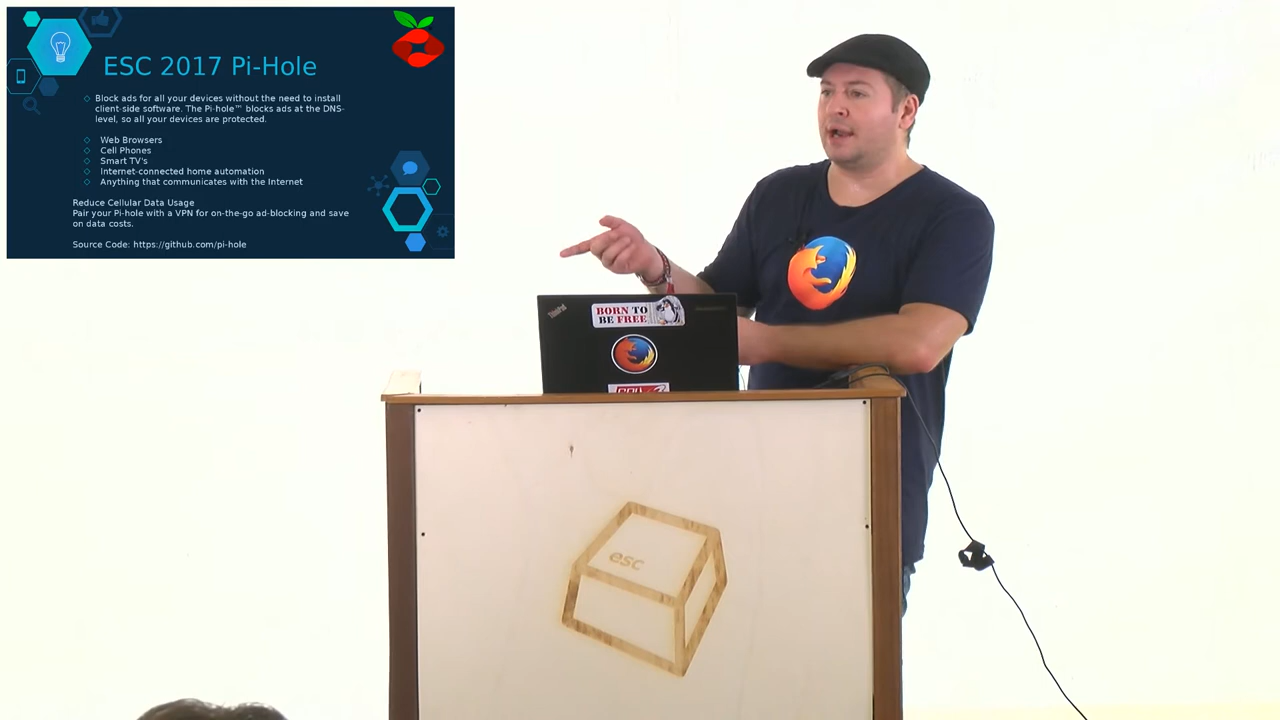 ESC 2017 Pi-Hole
Block ads for all your devices without the need to install
client-side software. The Pi-hole™ blocks ads at the DNS-
level, so all your devices are protected.
Web Browsers
Cell Phones
Smart TV's
Internet-connected home automation
Anything that communicates with the Internet
Reduce Cellular Data Usage
Pair your Pi-hole with a VPN for on-the-go ad-blocking and save
on data costs.
Source Code: https://github.com/pi-hole
ThinkPad
BORN TO
BE FREE
esc